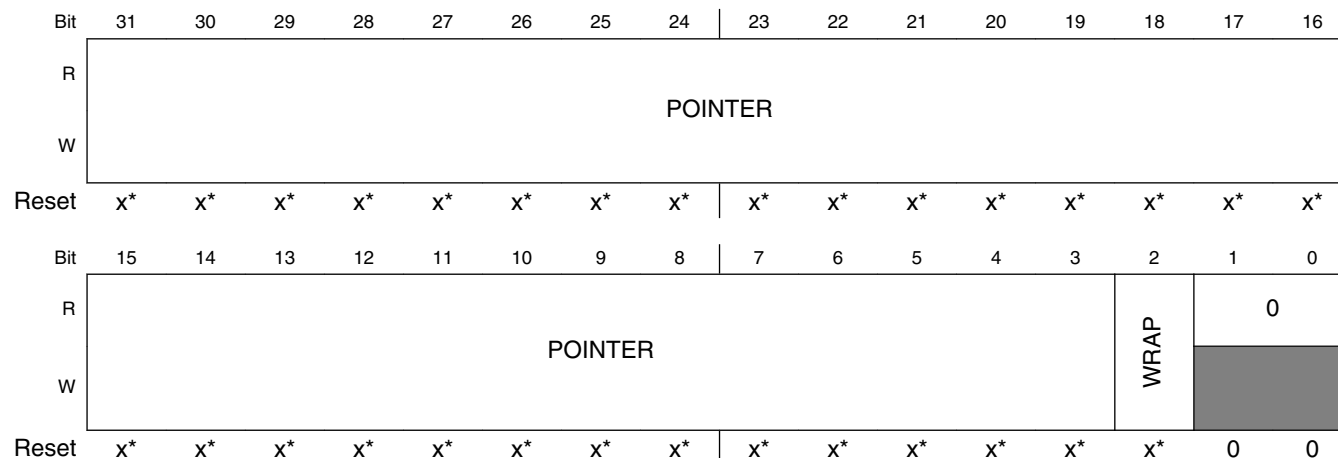 Bit 31 30 29 28 27 26 25 24 23 22 21 20 19 18 17 16
R
POINTER
W
Reset x* x* x* x* x* x* x* x* x* x* x* x* x* x* x* x*
Bit 15 14 13 12 11 10 9 8 7 6 5 4 3 2 1 0
R 0
POINTER WRAP
W
Reset x* x* x* x* x* x* x* x* x* x* x* x* x* x* 0 0